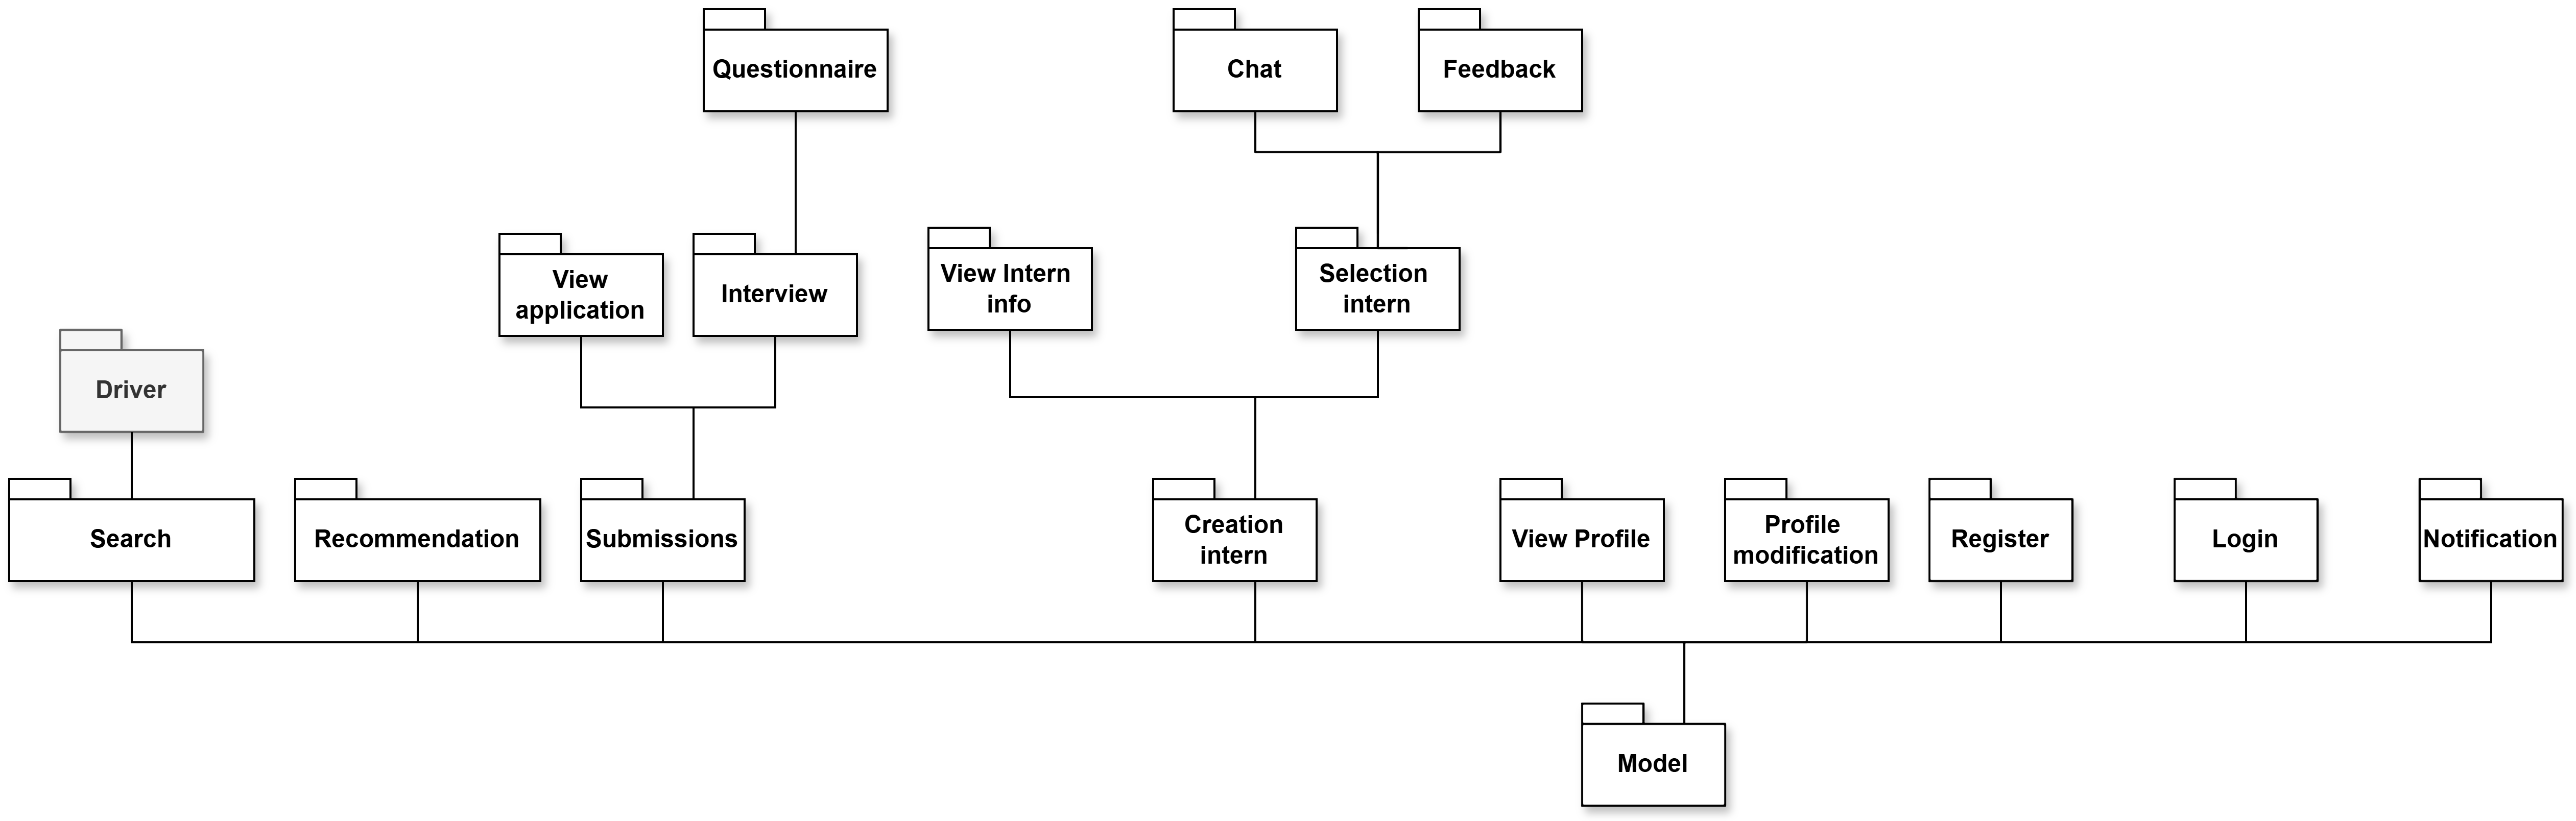 Questionnaire
Chat
Feedback
View
application
Interview
View Intern
info
Selection
intern
Driver
Search
Recommendation
Submissions
Creation
intern
View Profile
Profile
modification
Register
Login
Notification
Model